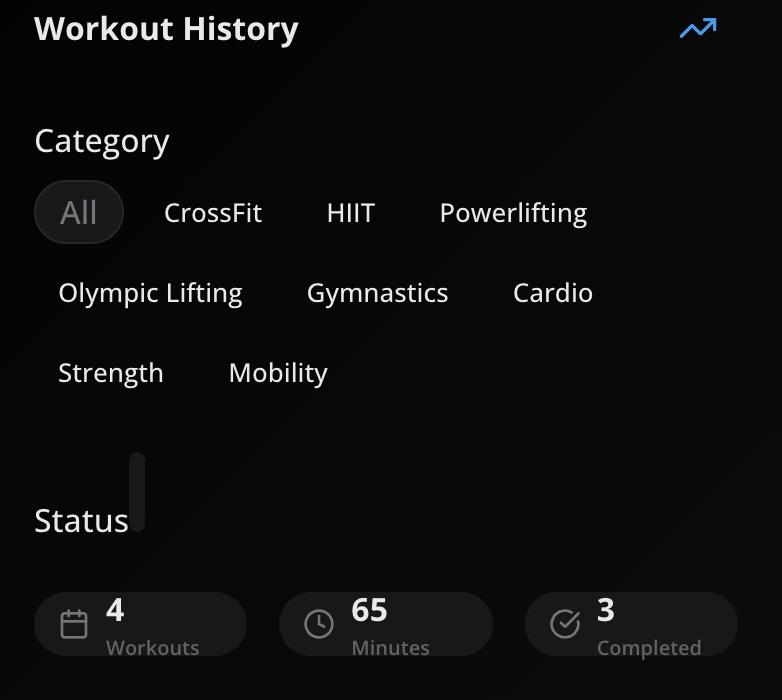 Workout History
Category
All CrossFit HIIT Powerlifting
Olympic Lifting Gymnastics Cardio
Strength Mobility
Status
4 65 3
Workouts Minutes Completed